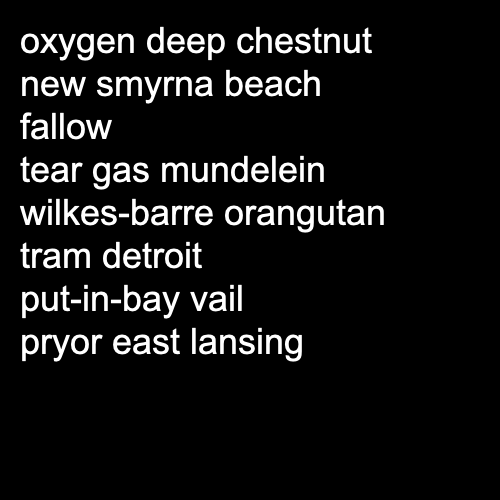 oxygen deep chestnut
new smyrna beach
fallow
tear gas mundelein
wilkes-barre orangutan
tram detroit
put-in-bay vail
pryor east lansing